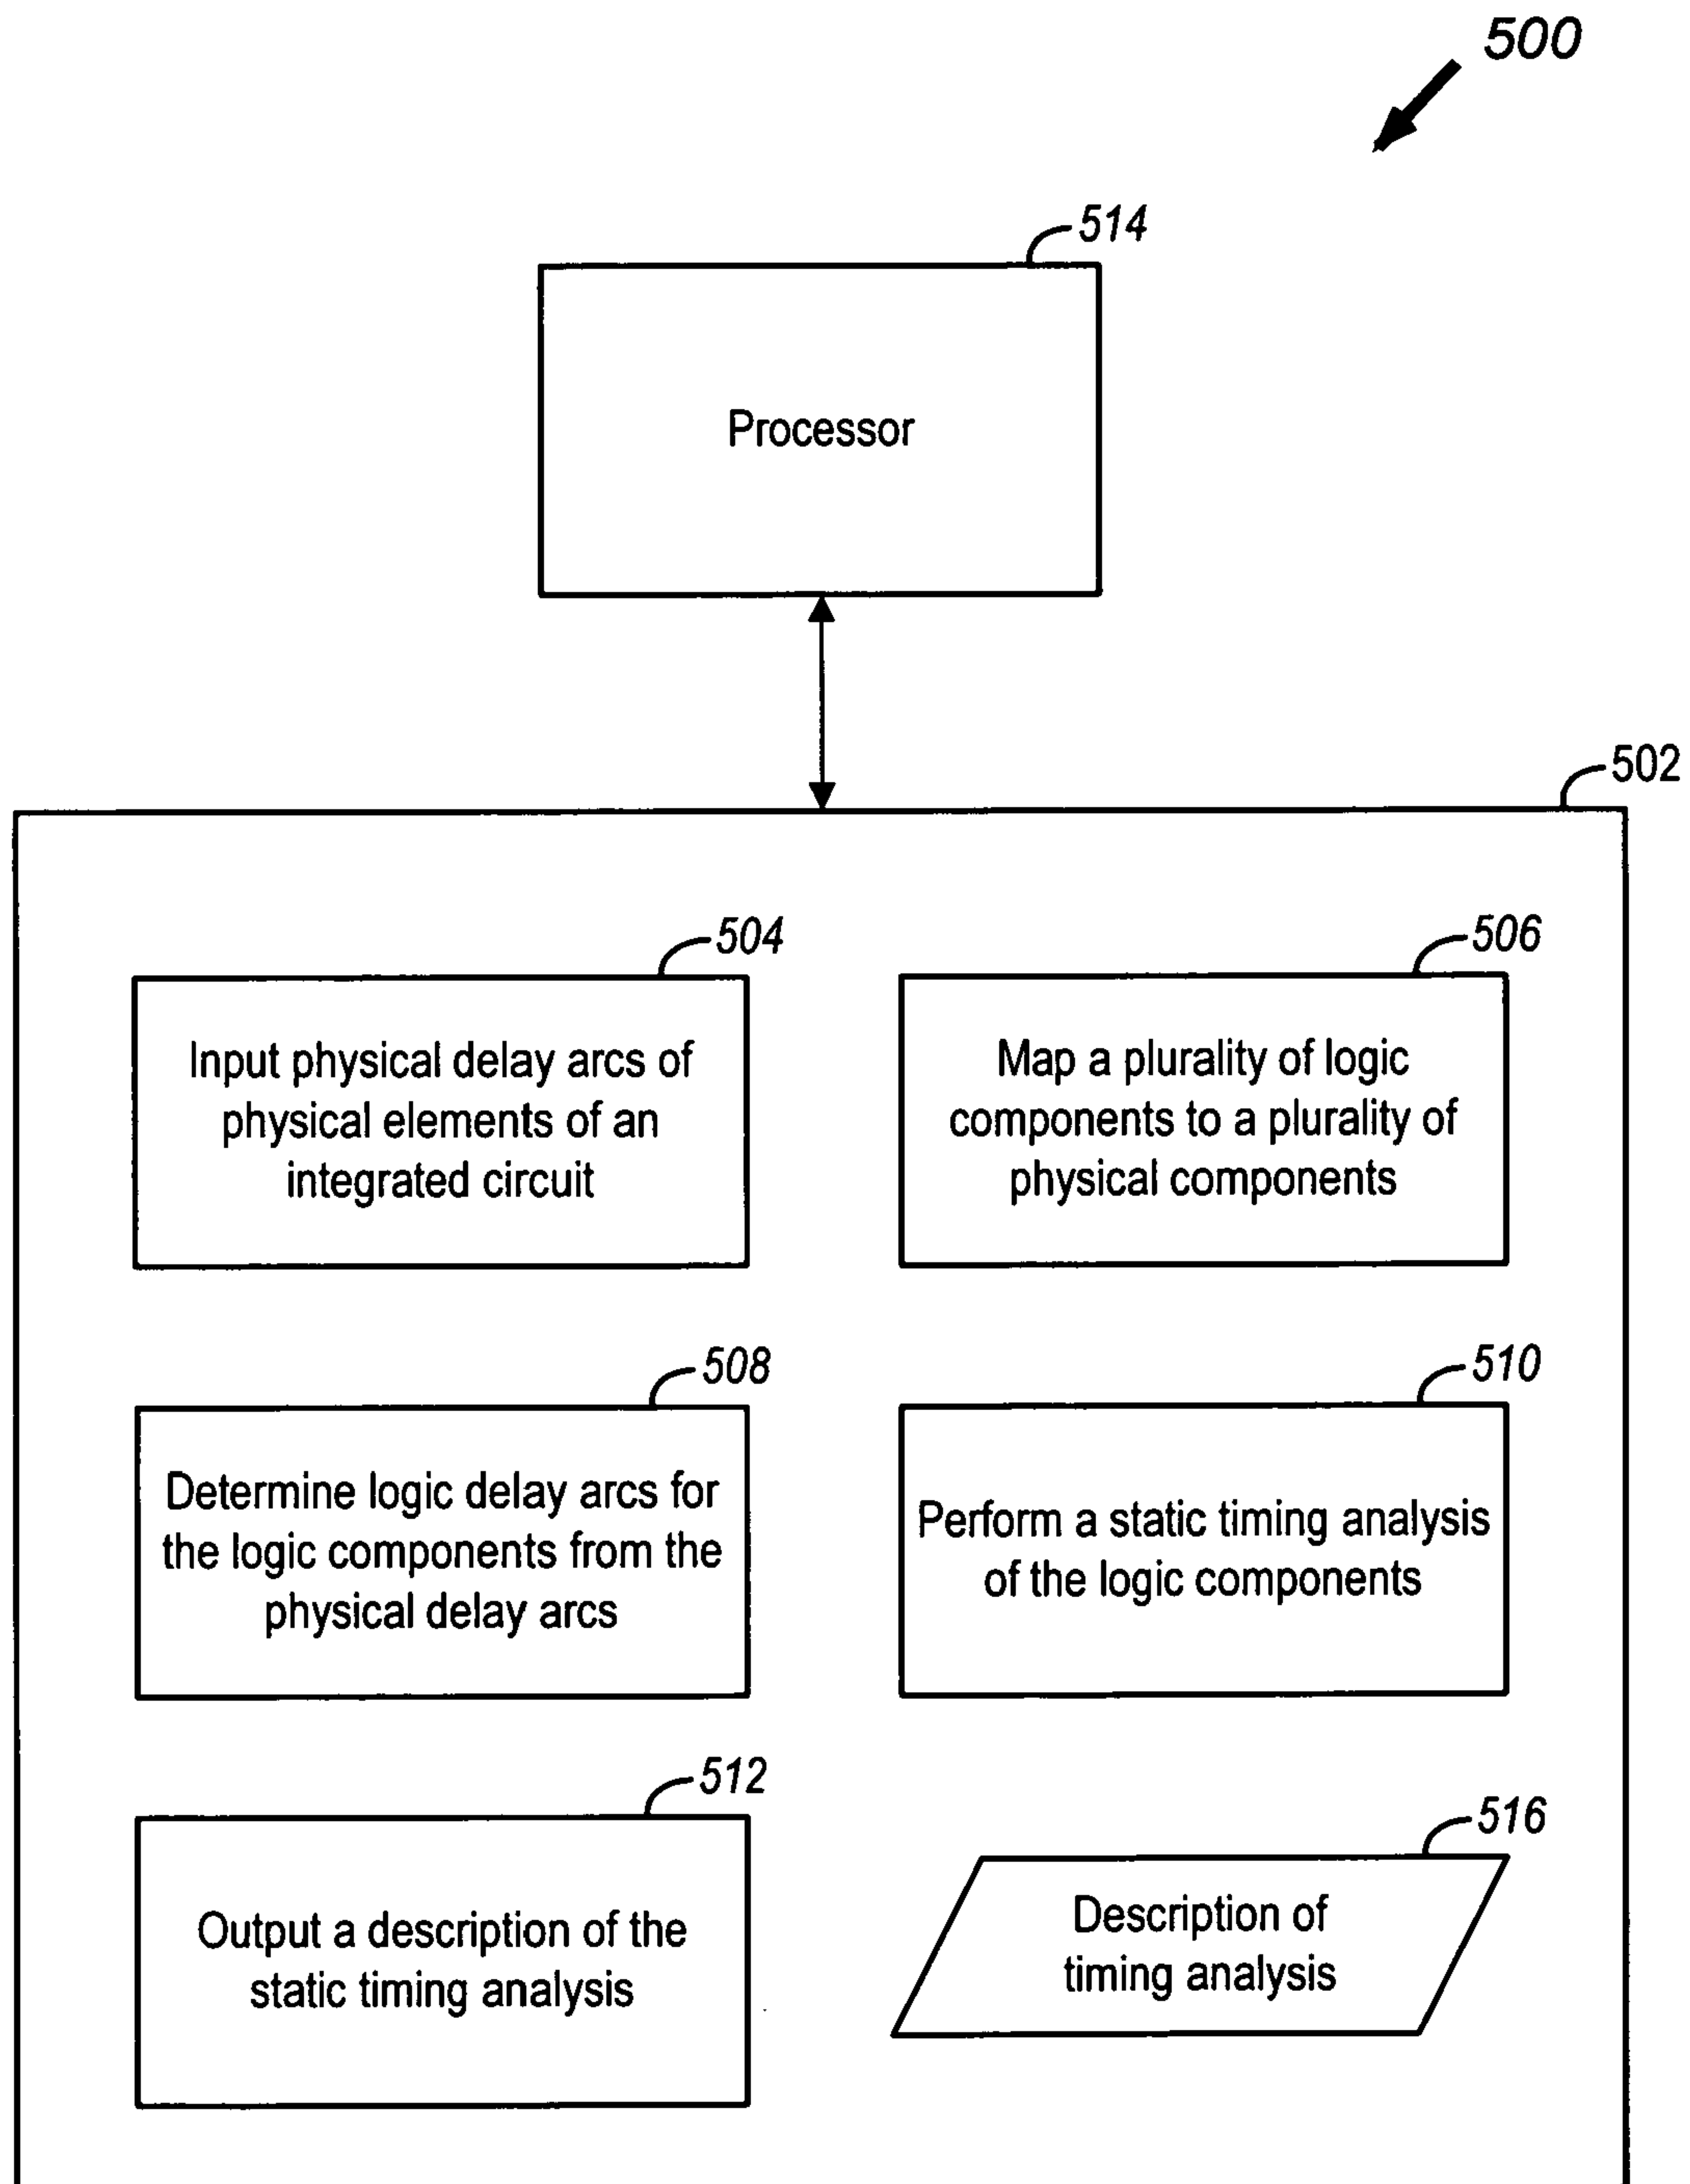 500
514
Processor
502
504
Input physical delay arcs of
physical elements of an
integrated circuit
506
Map a plurality of logic
components to a plurality of
physical components
508
Determine logic delay arcs for
the logic components from the
physical delay arcs
510
Perform a static timing analysis
of the logic components
512
Output a description of the
static timing analysis
516
Description of
timing analysis